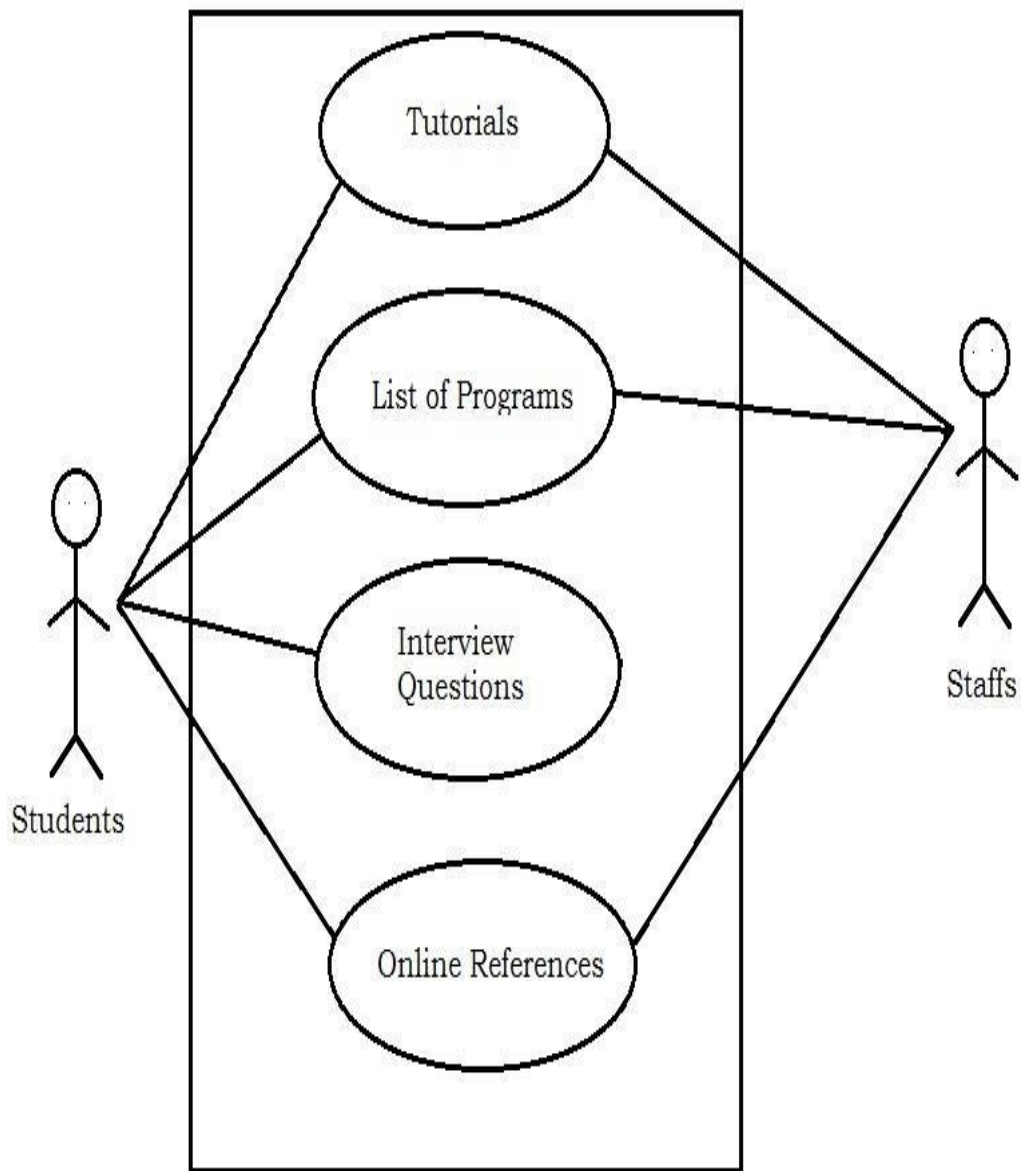 Tutorials
List of Programs
Interview
Questions
Staffs
Students
Online References